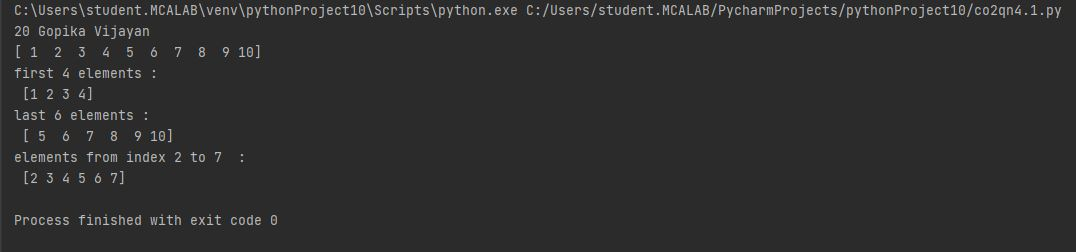 C:\Users\student.MCALAB\venv\pythonProject10\Scripts\python.exe C:/Users/student.MCALAB/PycharmProjects/pythonProject10/co2qn4.1.py
20 Gopika Vijayan
[ 1  2  3  4  5  6  7  8  9 10]
first 4 elements :
 [1 2 3 4]
last 6 elements :
 [ 5  6  7  8  9 10]
elements from index 2 to 7  :
 [2 3 4 5 6 7]
Process finished with exit code 0